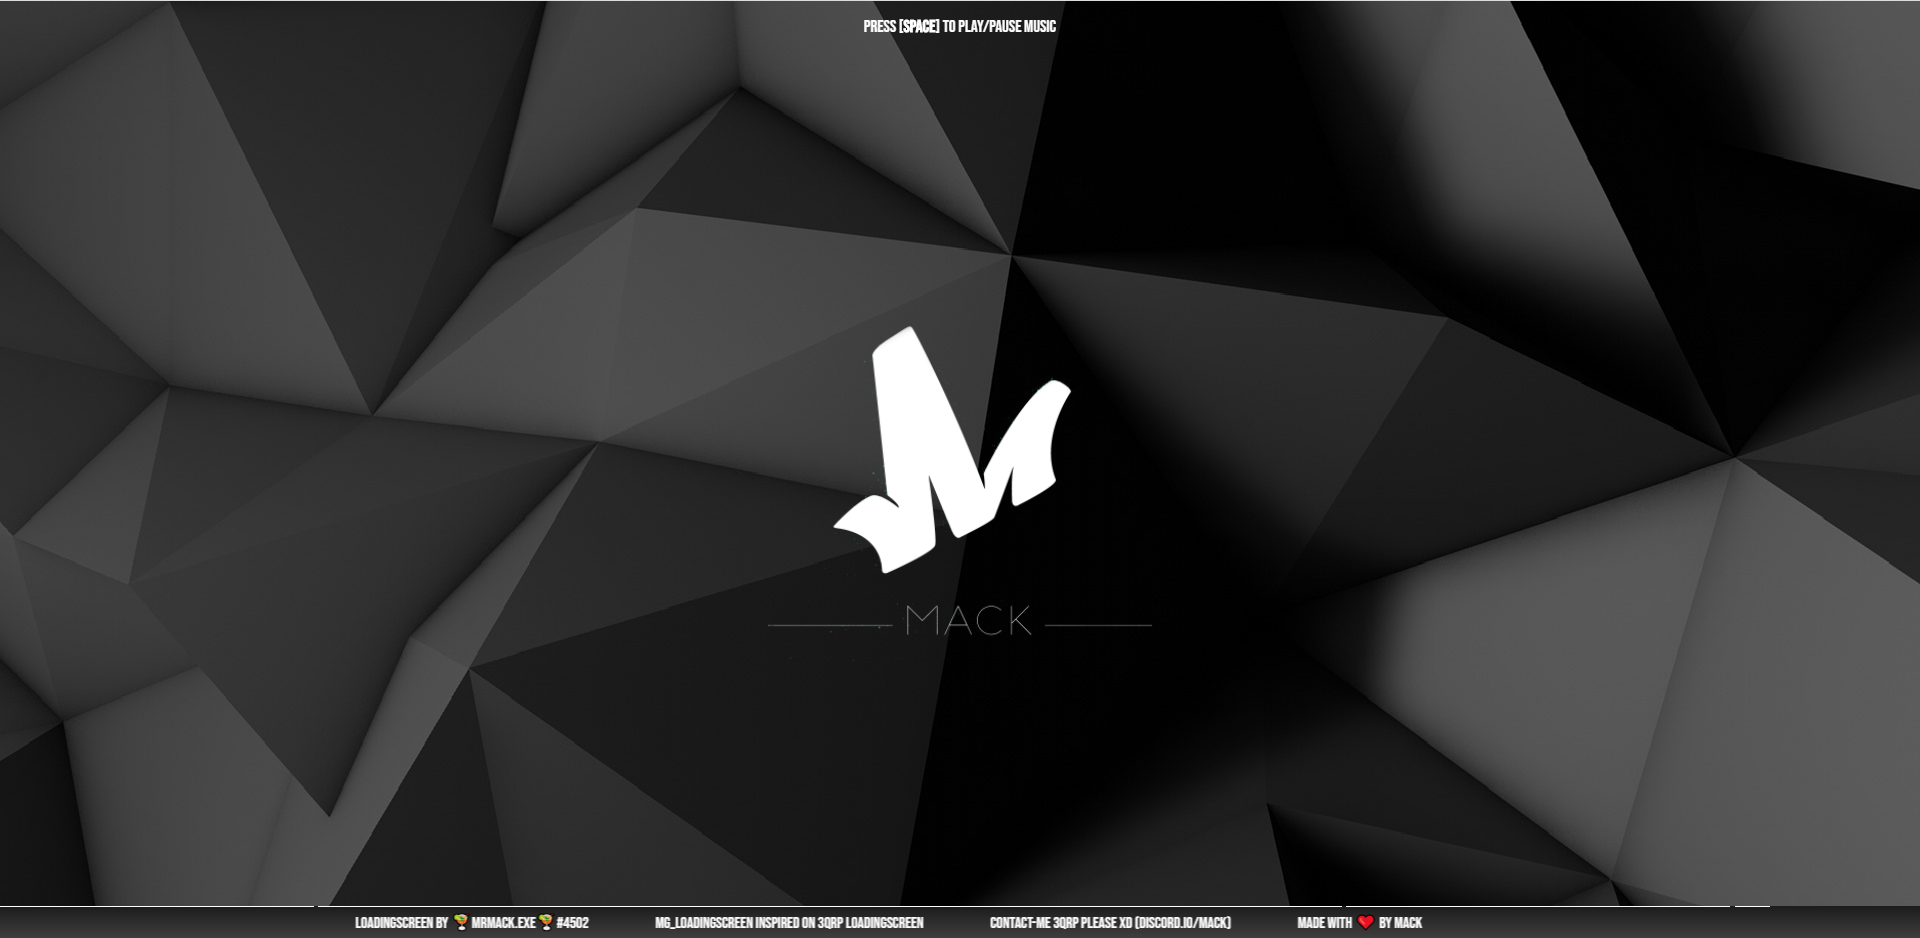 PRESS [SPACE] TO PLAY/PAUSE MUSIC
MACK
LOADINGSCREEN BY 🍹 MRMACK.EXE 🍹 #4502
MG_LOADINGSCREEN INSPIRED ON 3QRP LOADINGSCREEN
CONTACT-ME 3QRP PLEASE XD (DISCORD.IO/MACK)
MADE WITH ❤️ BY MACK